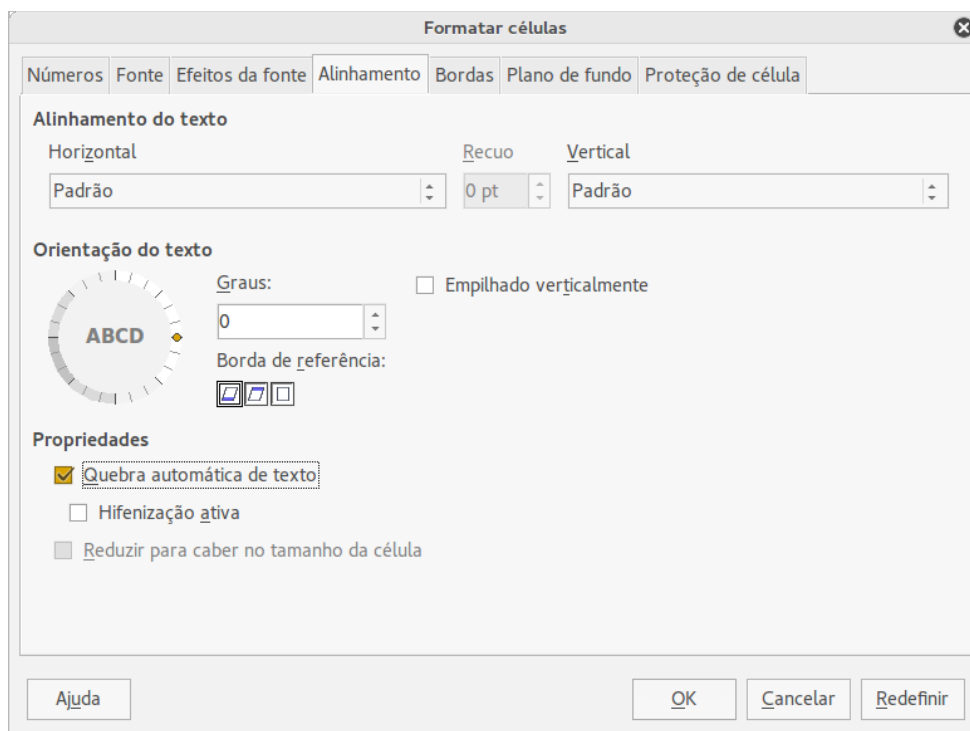 Formatar células
Números Fonte Efeitos da fonte Alinhamento Bordas Plano de fundo Proteção de célula
Alinhamento do texto
Horizontal Recuo Vertical
Padrão 0 pt Padrão
Orientação do texto
Graus: Empilhado verticalmente
0
ABCD
Borda de referência:
Propriedades
Quebra automática de texto
Hifenização ativa
Reduzir para caber no tamanho da célula
Ajuda OK Cancelar Redefinir